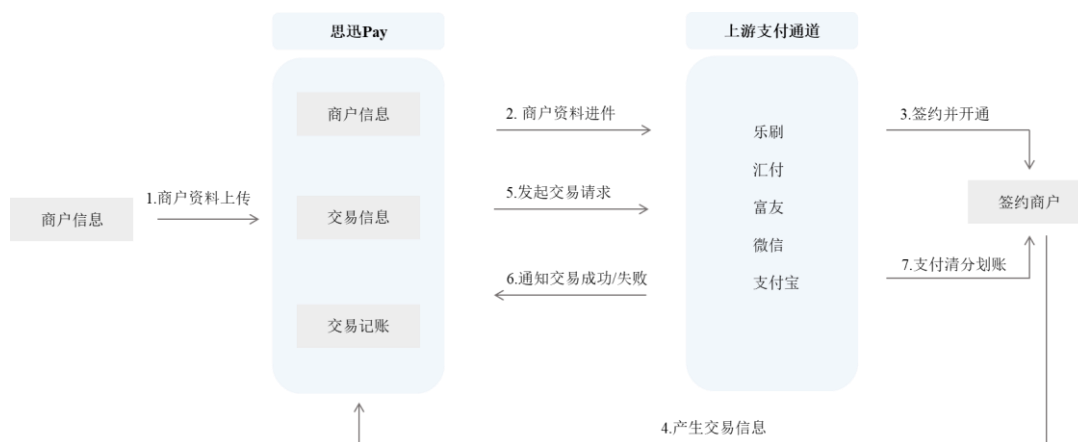 思迅Pay
上游支付通道
商户信息
2. 商户资料进件
3.签约并开通
乐刷
汇付
1.商户资料上传
5.发起交易请求
商户信息
交易信息
富友
签约商户
微信
6.通知交易成功/失败
7.支付清分划账
支付宝
交易记账
4.产生交易信息